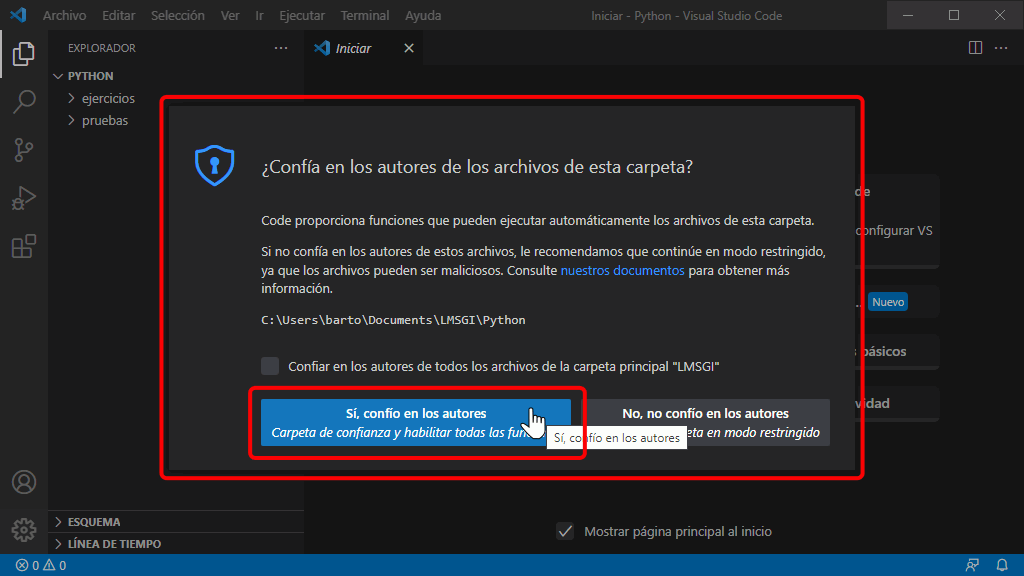 Archivo Editar Selección Ver Ir Ejecutar Terminal Ayuda
Iniciar - Python - Visual Studio Code
EXPLORADOR
Iniciar
PYTHON
ejercicios
pruebas
¿Confía en los autores de los archivos de esta carpeta?
Code proporciona funciones que pueden ejecutar automáticamente los archivos de esta carpeta.
Si no confía en los autores de estos archivos, le recomendamos que continúe en modo restringido,
ya que los archivos pueden ser maliciosos. Consulte nuestros documentos para obtener más
información.
C:\Users\barto\Documents\LMSGI\Python
Confiar en los autores de todos los archivos de la carpeta principal "LMSGI"
Sí, confío en los autores
Carpeta de confianza y habilitar todas las
No, no confío en los autores
en modo restringido
Sí, confío en los autores
de
configurar VS
Nuevo
básicos
Mostrar página principal al inicio
ESQUEMA
LÍNEA DE TIEMPO
0 0